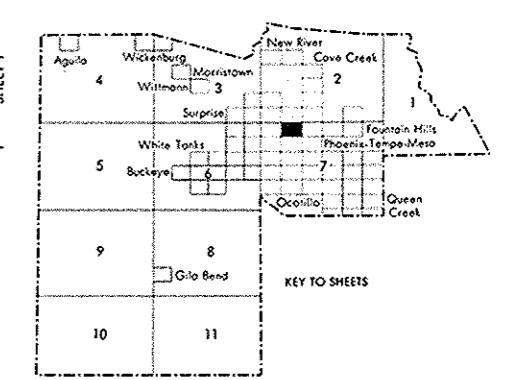 SHEET
New River
Aguila
Wickenburg
Cave Creek
4
Morristown
3
2
Wittmann
1
Surprise
Fountain Hills
White Tanks
Phoenix-Tempe-Mesa
5
Buckeye
6
7
Ocotillo
Queen
Creek
9
8
Gila Bend
KEY TO SHEETS
10
11